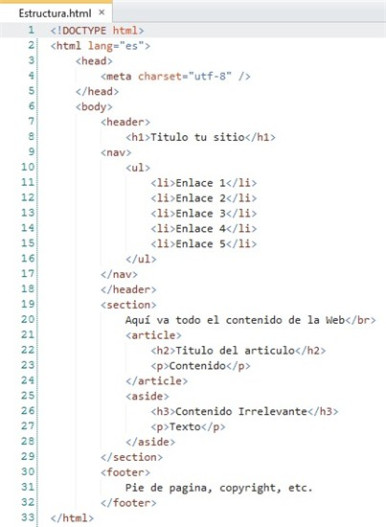 Estructura.html ×
1 <!DOCTYPE html>
2 <html lang="es">
3 <head>
4 <meta charset="utf-8" />
5 </head>
6 <body>
7 <header>
8 <h1>Titulo tu sitio</h1>
9 <nav>
10 <ul>
11 <li>Enlace 1</li>
12 <li>Enlace 2</li>
13 <li>Enlace 3</li>
14 <li>Enlace 4</li>
15 <li>Enlace 5</li>
16 </ul>
17 </nav>
18 </header>
19 <section>
20 Aquí va todo el contenido de la Web</br>
21 <article>
22 <h2>Titulo del articulo</h2>
23 <p>Contenido</p>
24 </article>
25 <aside>
26 <h3>Contenido Irrelevante</h3>
27 <p>Texto</p>
28 </aside>
29 </section>
30 <footer>
31 Pie de pagina, copyright, etc.
32 </footer>
33 </html>